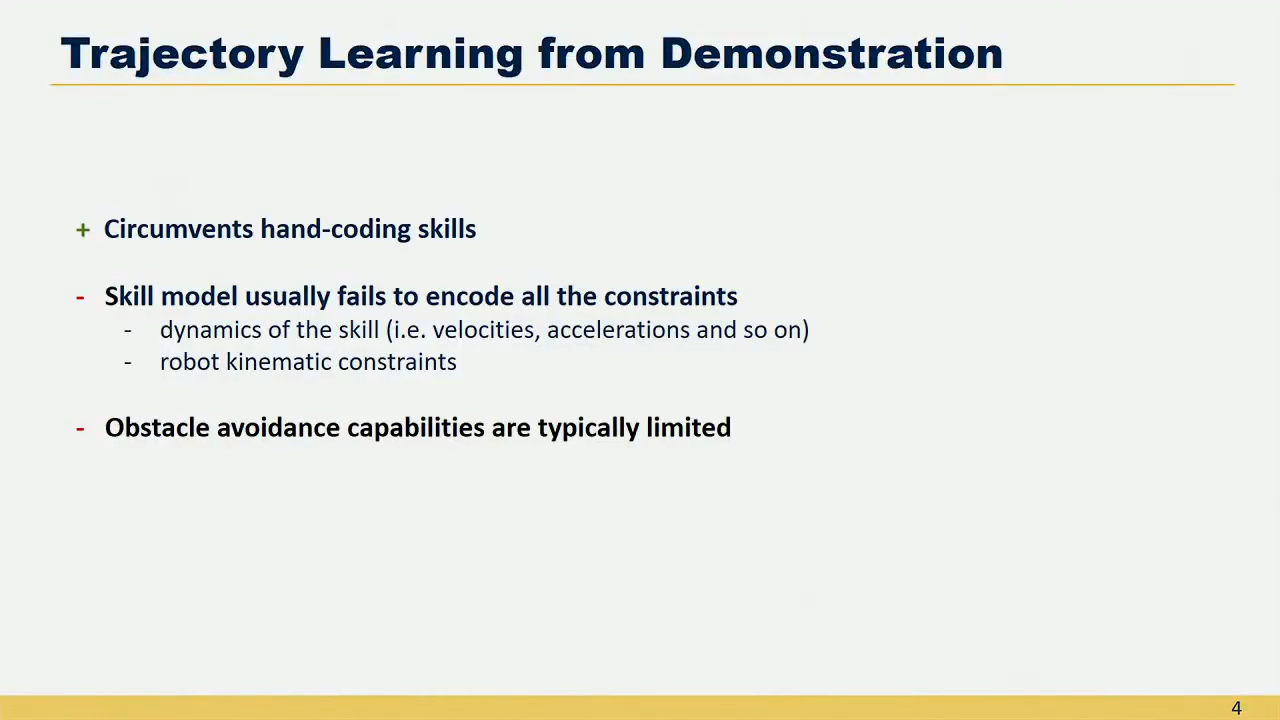 Trajectory Learning from Demonstration
+ Circumvents hand-coding skills
- Skill model usually fails to encode all the constraints
- dynamics of the skill (i.e. velocities, accelerations and so on)
- robot kinematic constraints
- Obstacle avoidance capabilities are typically limited
4